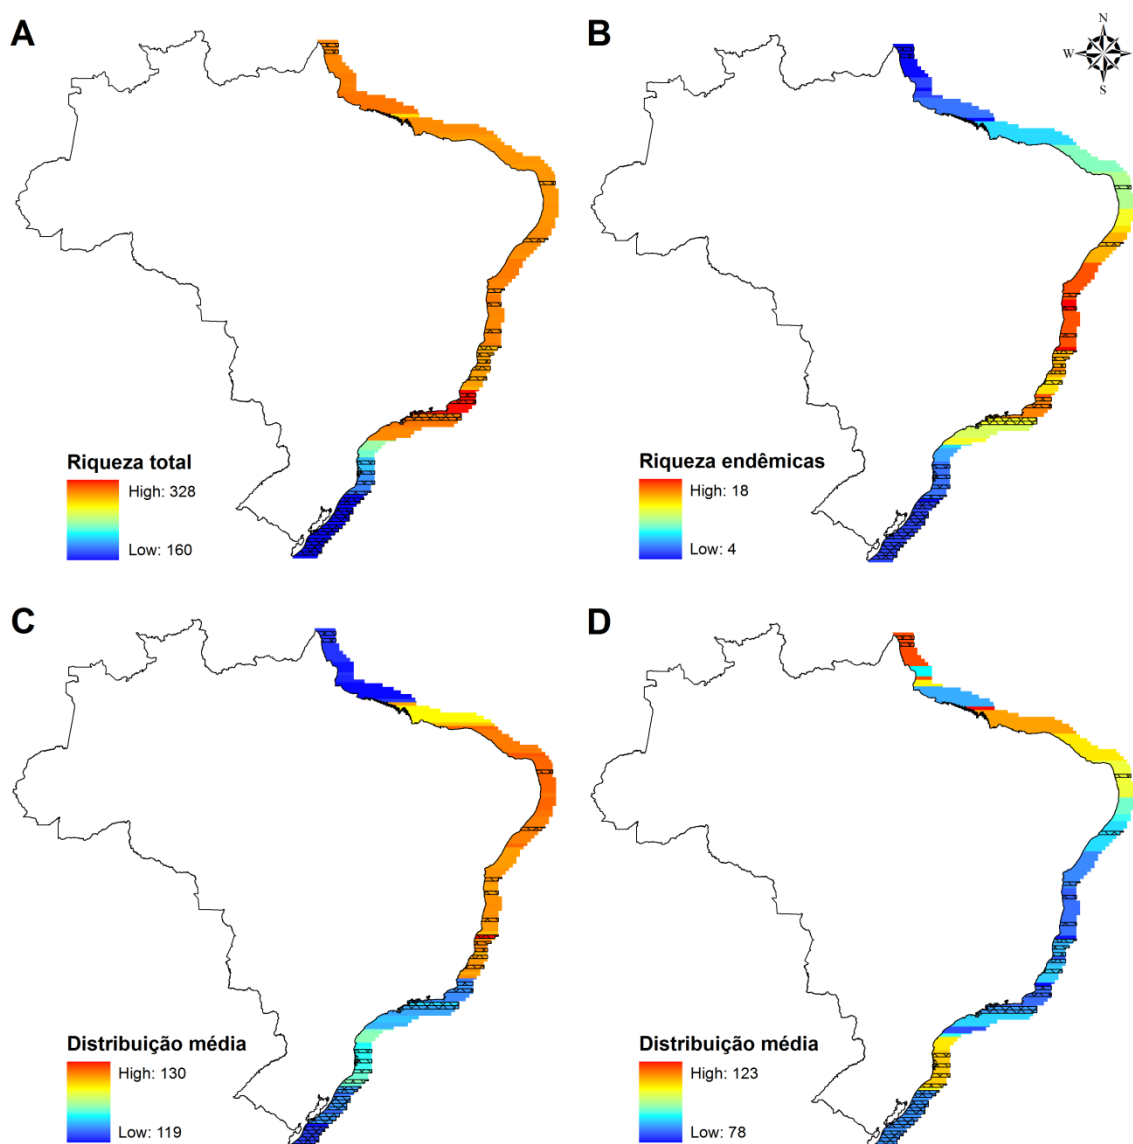 A
B
N
W
E
S
Riqueza total
High: 328
Low: 160
Riqueza endêmicas
High: 18
Low: 4
C
D
Distribuição média
High: 130
Low: 119
Distribuição média
High: 123
Low: 78